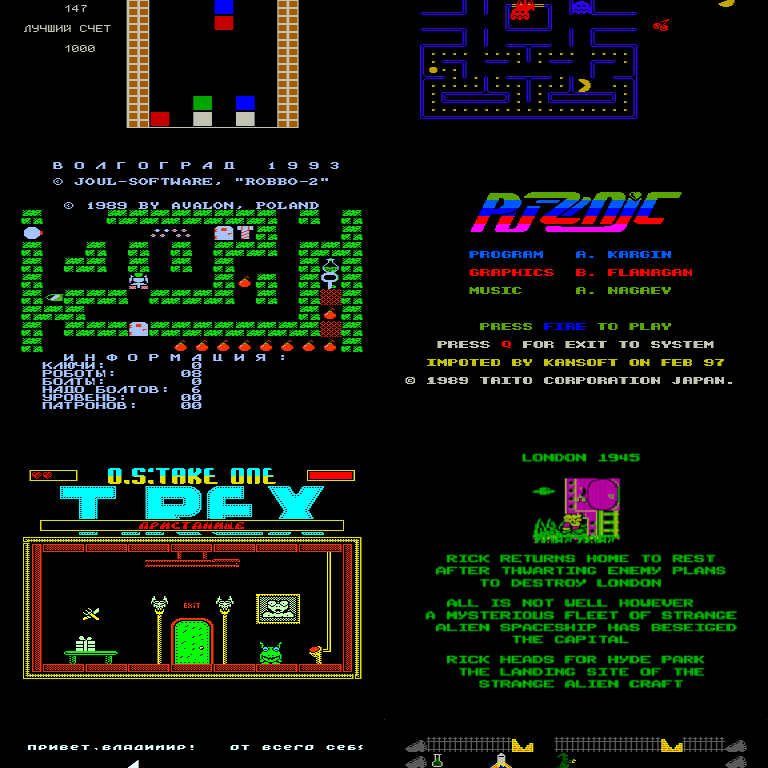 147
ЛУЧШИЙ СЧЕТ
1000
ВОЛГОГРАД 1993
© JOUL-SOFTWARE, "ROBBO-2"
© 1989 BY AVALON, POLAND
ИНФОРМАЦИЯ:
КЛЮЧИ: 0
РОБОТЫ: 08
БОЛТЫ: 0
НАДО БОЛТОВ: 6
УРОВЕНЬ: 00
ПАТРОНОВ: 00
PUZZNIC
PROGRAM A. KARGIN
GRAPHICS B. FLANAGAN
MUSIC A. NAGAEV
PRESS FIRE TO PLAY
PRESS Q FOR EXIT TO SYSTEM
IMPOTED BY KANSOFT ON FEB 97
© 1989 TAITO CORPORATION JAPAN.
O.S:TAKE ONE
T REX
ПРИСТАНИЩЕ
EXIT
LONDON 1945
RICK RETURNS HOME TO REST
AFTER THWARTING ENEMY PLANS
TO DESTROY LONDON
ALL IS NOT WELL HOWEVER
A MYSTERIOUS FLEET OF STRANGE
ALIEN SPACESHIP HAS BESEIGED
THE CAPITAL
RICK HEADS FOR HYDE PARK
THE LANDING SITE OF THE
STRANGE ALIEN CRAFT
ПРИВЕТ,ВЛАДИМИР! ОТ ВСЕГО СЕБЯ